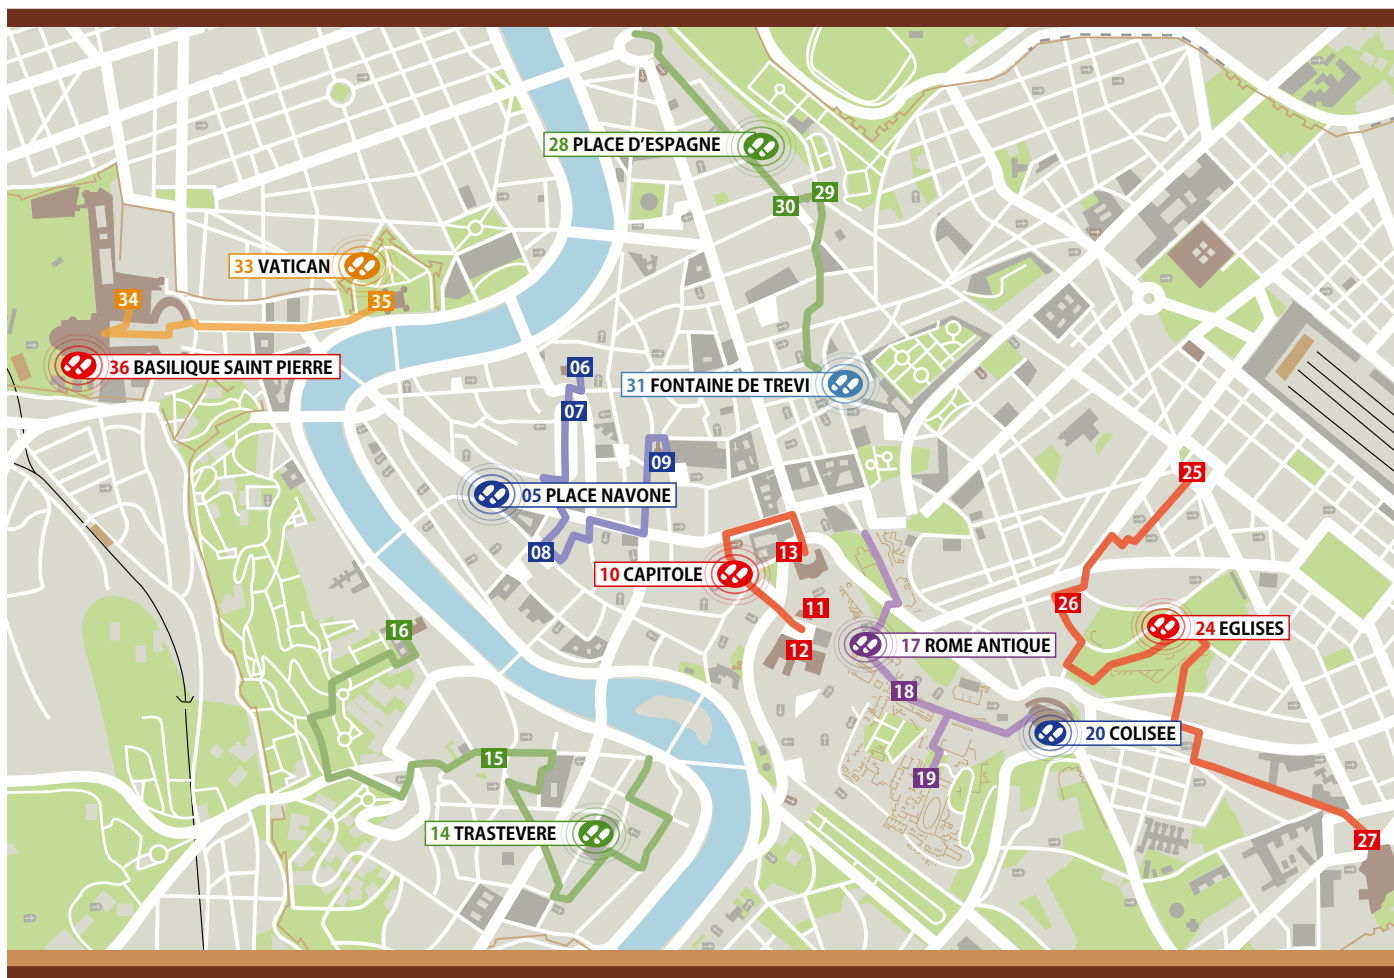 28 PLACE D'ESPAGNE
29
30
33 VATICAN
34
35
36 BASILIQUE SAINT PIERRE
06
31 FONTAINE DE TREVI
07
09
25
05 PLACE NAVONE
08
13
10 CAPITOLE
11
26
16
24 EGLISES
12
17 ROME ANTIQUE
18
20 COLISEE
15
19
14 TRASTEVERE
27